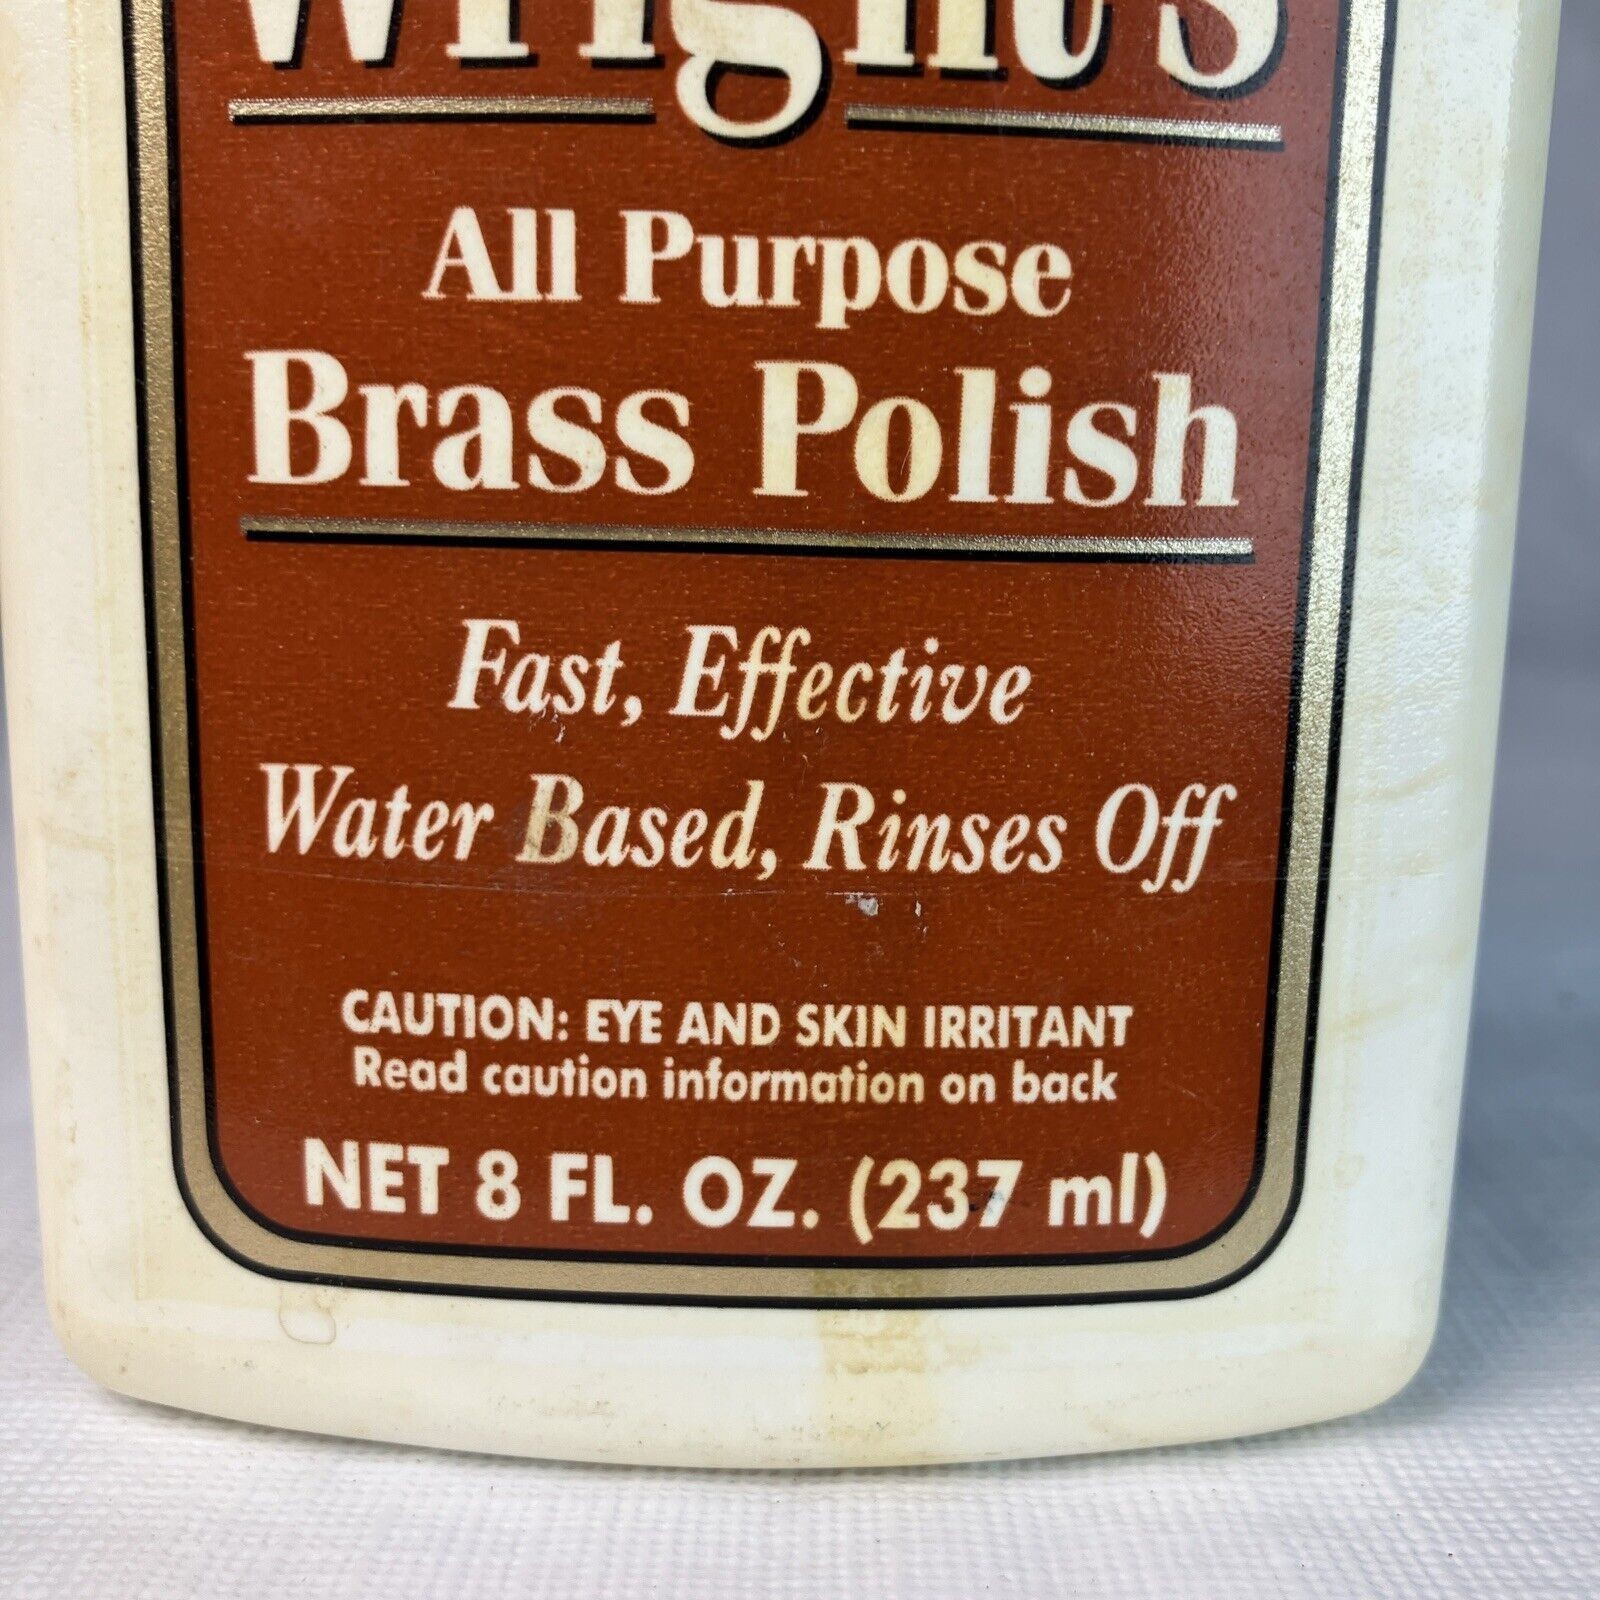 Wright's
All Purpose
Brass Polish
Fast, Effective
Water Based, Rinses Off
CAUTION: EYE AND SKIN IRRITANT
Read caution information on back
NET 8 FL. OZ. (237 ml)